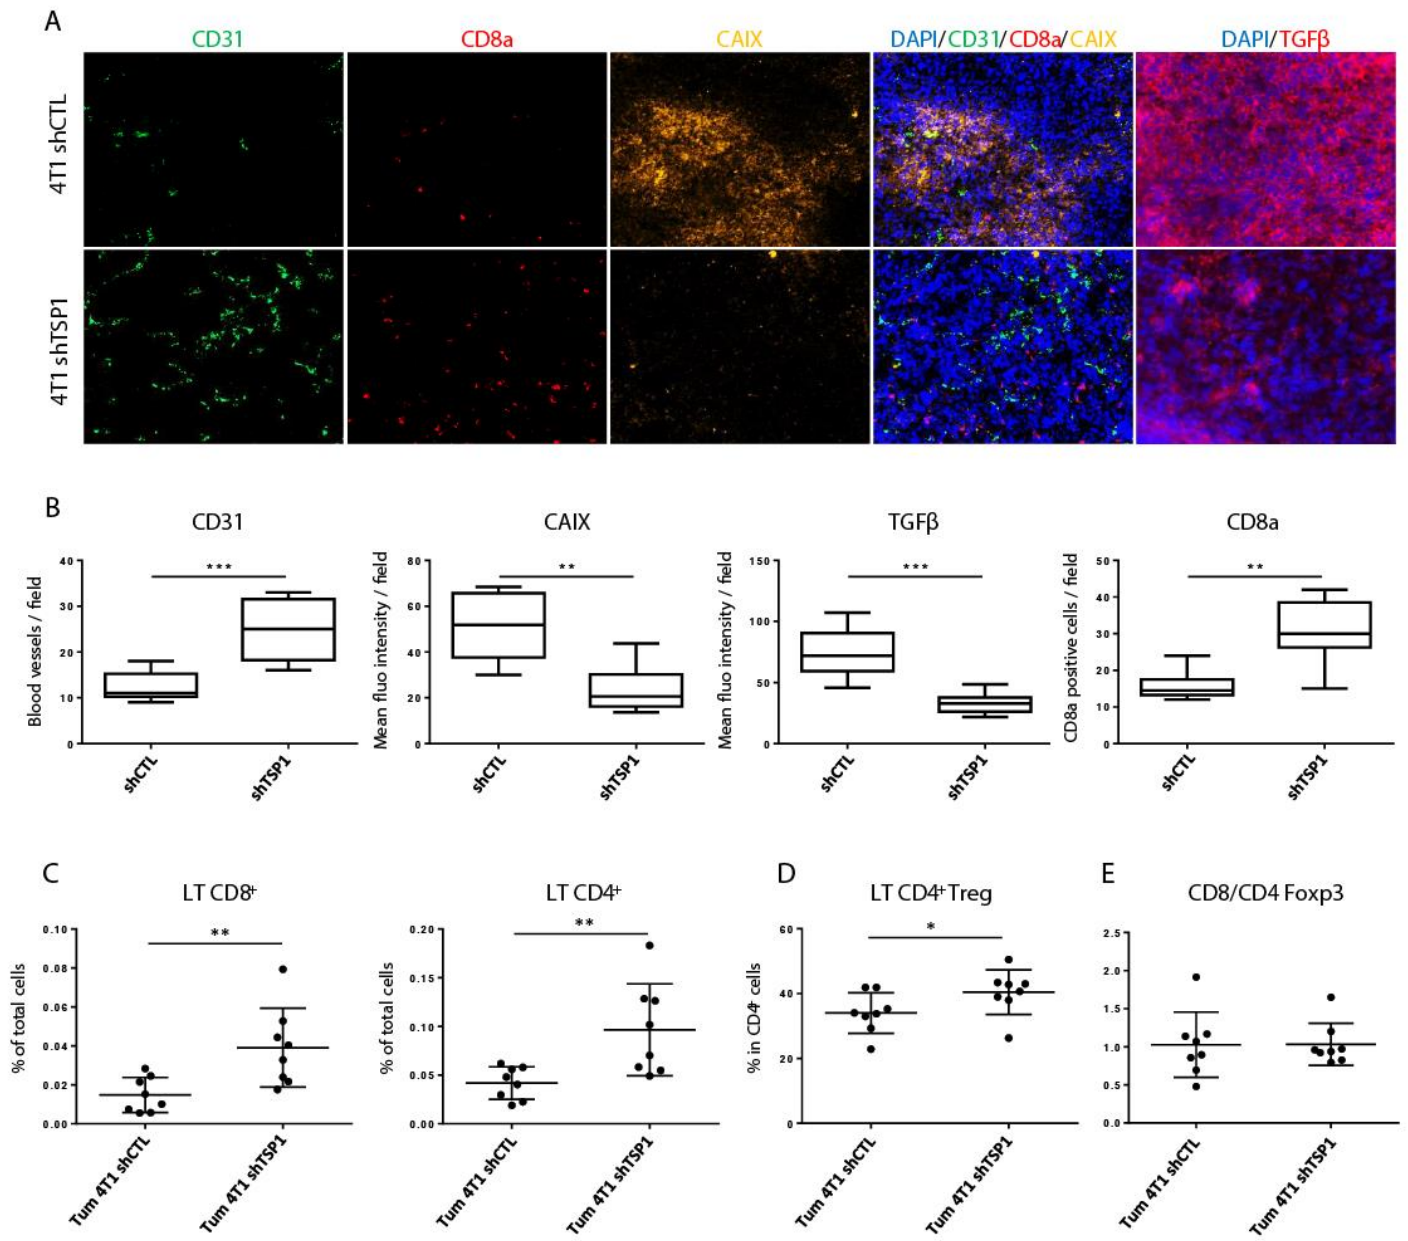 A
CD31 CD8a CAIX DAPI/CD31/CD8a/CAIX DAPI/TGFβ
4T1 shCTL
4T1 shTSP1
B
CD31 CAIX TGFβ CD8a
Blood vessels / field
40
30
20
10
0
***
shCTL shTSP1
Mean fluo intensity / field
80
60
40
20
0
**
shCTL shTSP1
Mean fluo intensity / field
150
100
50
0
***
shCTL shTSP1
CD8a positive cells / field
50
40
30
20
10
0
**
shCTL shTSP1
C
LT CD8+
% of total cells
0.10
0.08
0.06
0.04
0.02
0.00
**
Tum 4T1 shCTL Tum 4T1 shTSP1
LT CD4+
% of total cells
0.20
0.15
0.10
0.05
0.00
**
Tum 4T1 shCTL Tum 4T1 shTSP1
D
LT CD4+Treg
% in CD4+ cells
60
40
20
0
*
Tum 4T1 shCTL Tum 4T1 shTSP1
E
CD8/CD4 Foxp3
2.5
2.0
1.5
1.0
0.5
0.0
Tum 4T1 shCTL Tum 4T1 shTSP1